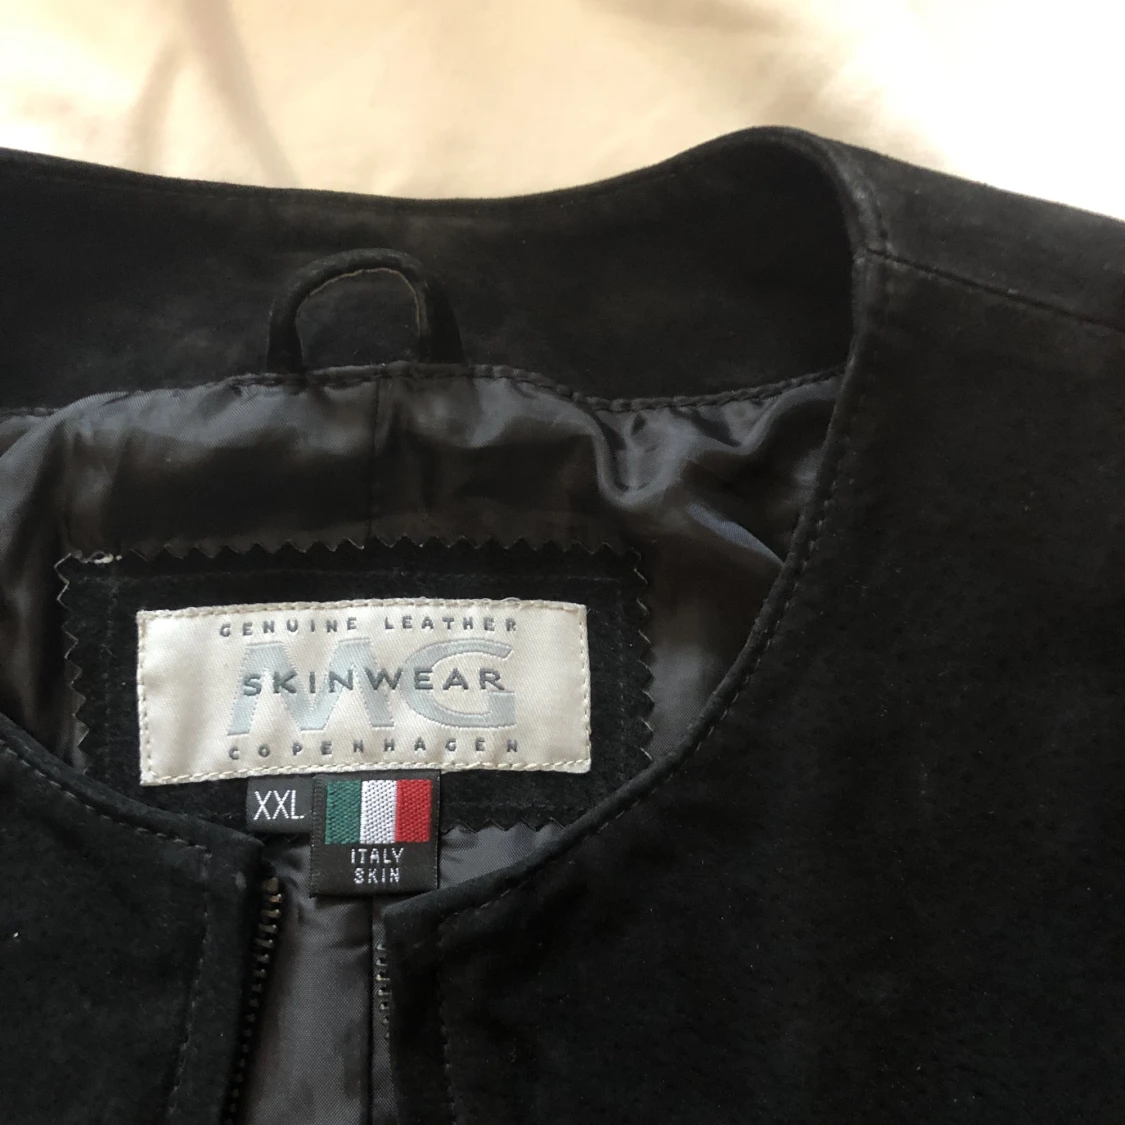 GENUINE LEATHER
MG
SKINWEAR
COPENHAGEN
XXL
ITALY
SKIN